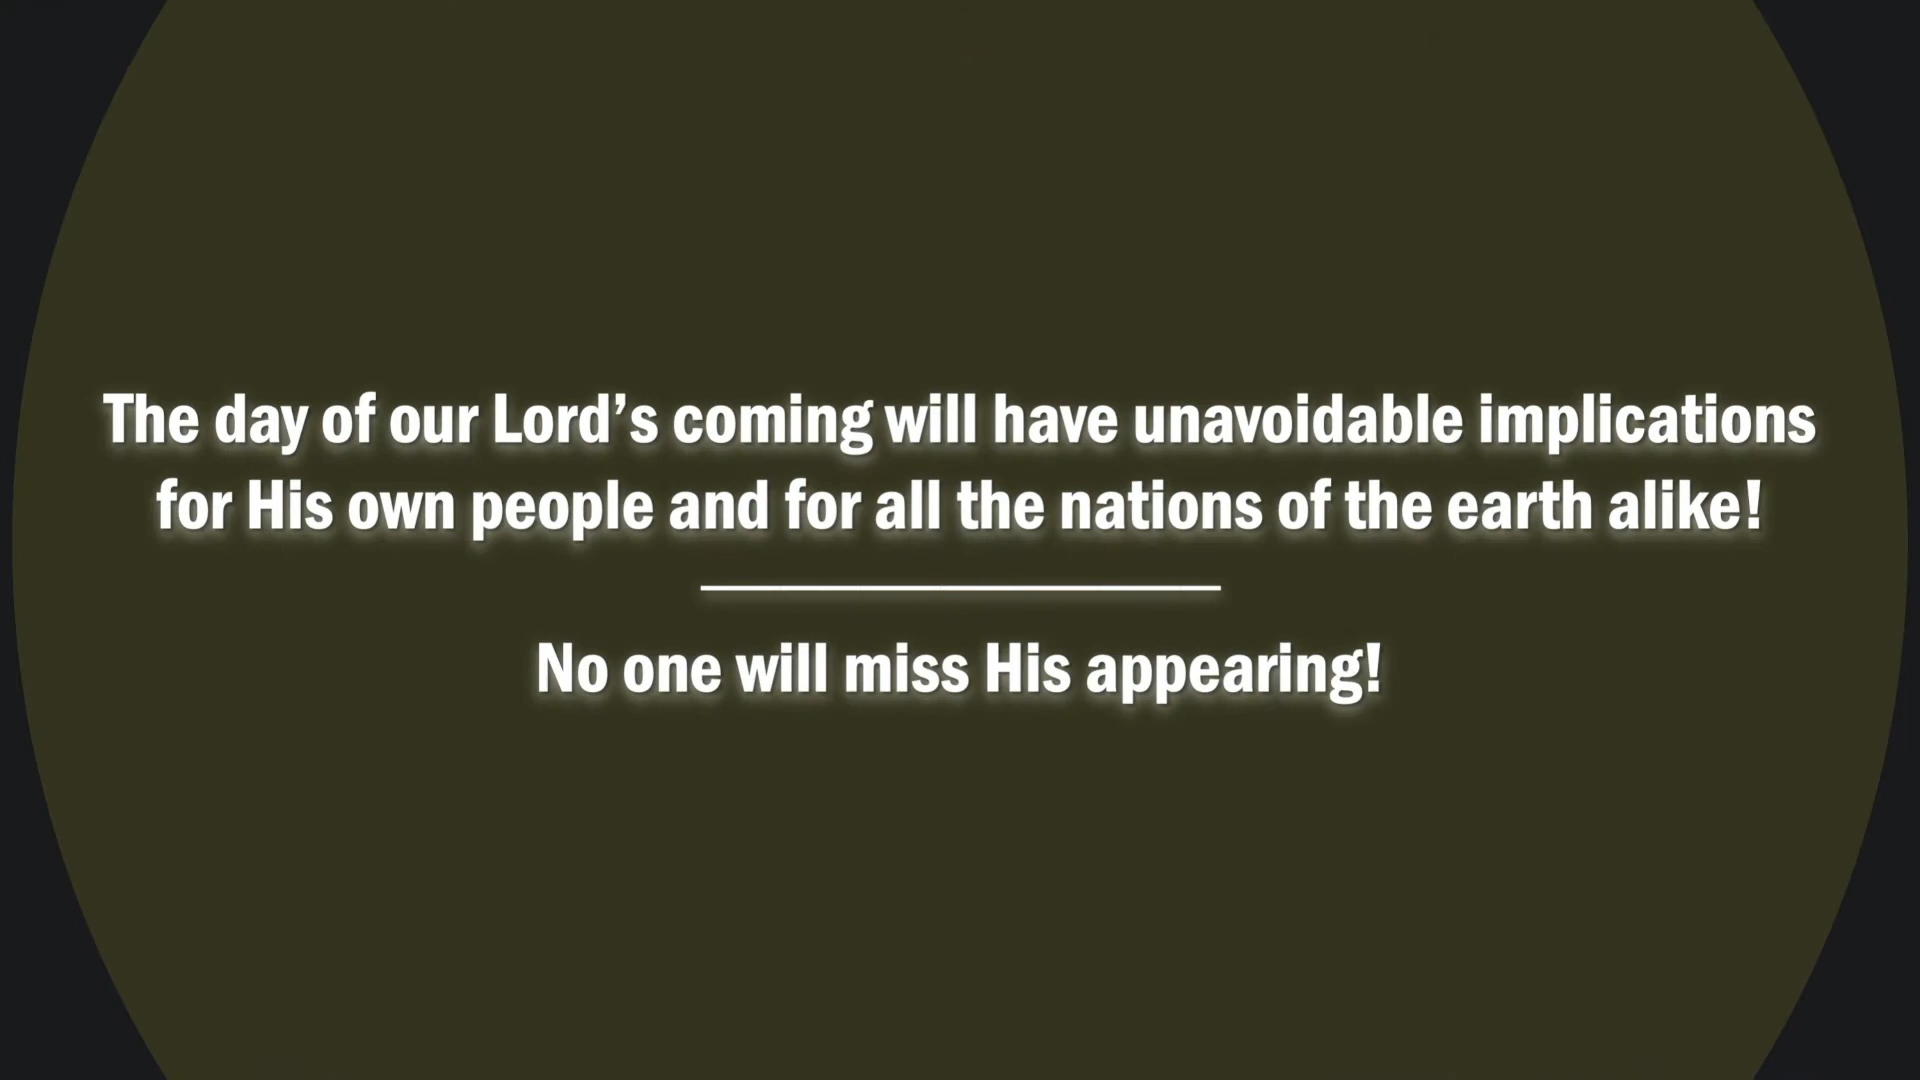 The day of our Lord’s coming will have unavoidable implications
for His own people and for all the nations of the earth alike!
No one will miss His appearing!